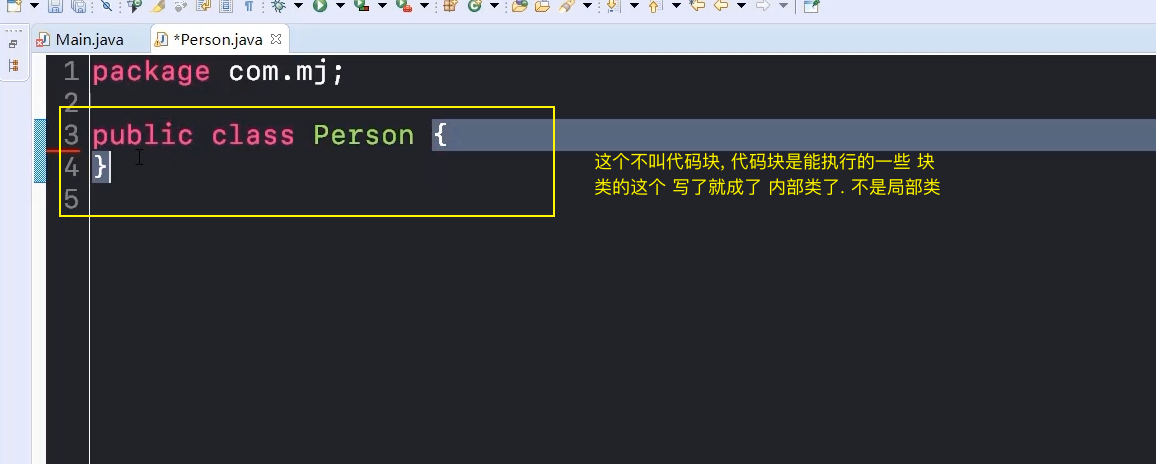 Main.java
*Person.java
1 package com.mj;
2
3 public class Person {
4 }
5
这个不叫代码块, 代码块是能执行的一些 块
类的这个 写了就成了 内部类了. 不是局部类